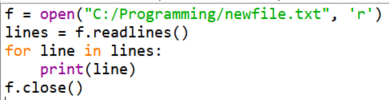 f = open("C:/Programming/newfile.txt", 'r')
lines = f.readlines()
for line in lines:
    print(line)
f.close()